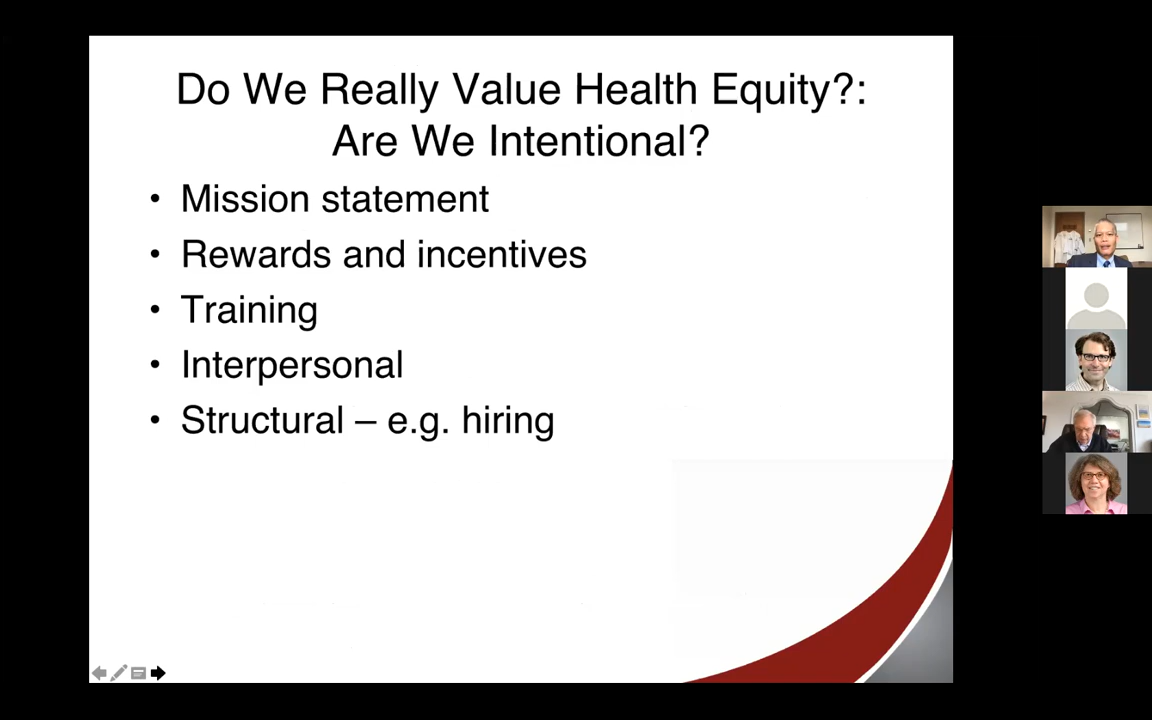 Do We Really Value Health Equity?:
Are We Intentional?
• Mission statement
• Rewards and incentives
• Training
• Interpersonal
• Structural – e.g. hiring